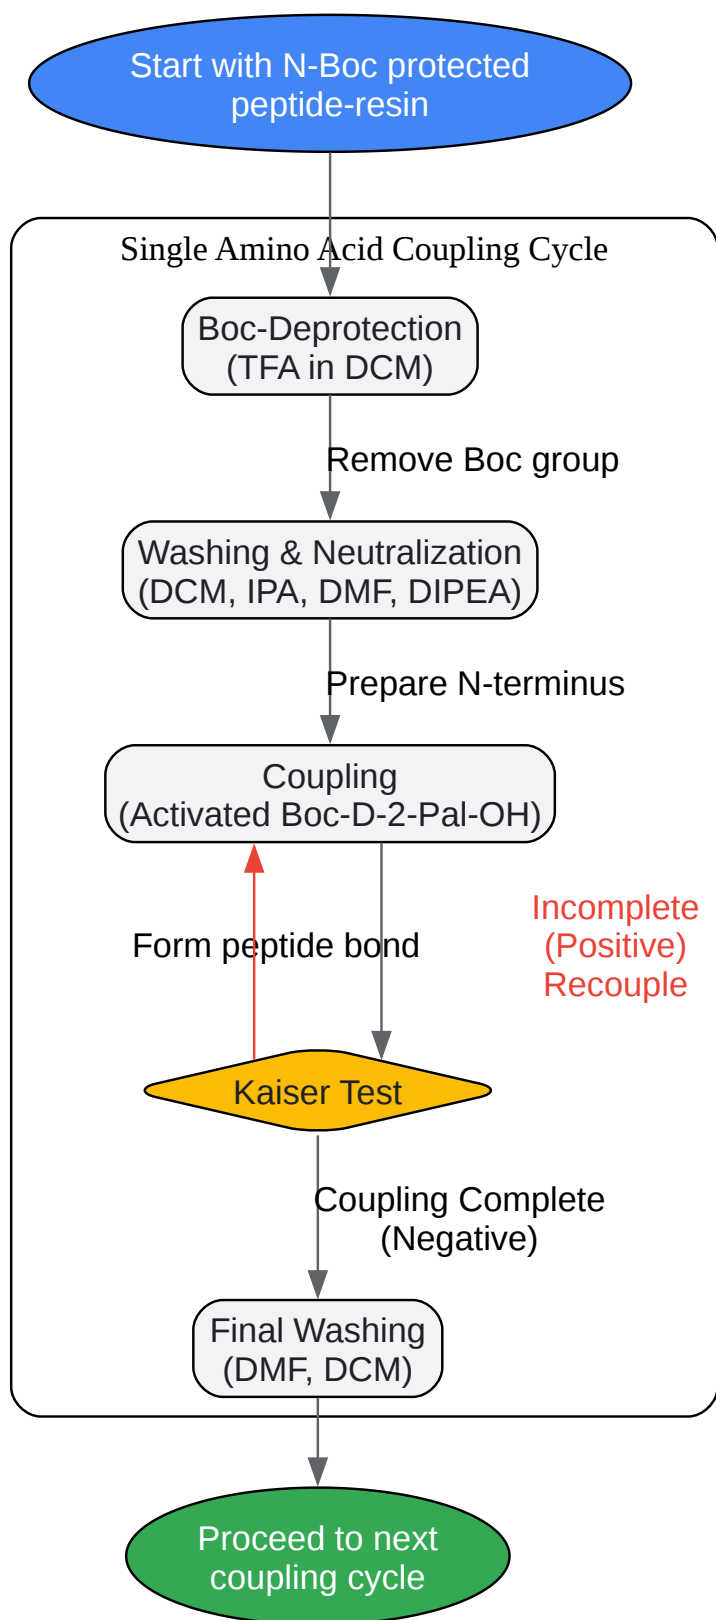 Start with N-Boc protected
peptide-resin
Single Amino Acid Coupling Cycle
Boc-Deprotection
(TFA in DCM)
Remove Boc group
Washing & Neutralization
(DCM, IPA, DMF, DIPEA)
Prepare N-terminus
Coupling
(Activated Boc-D-2-Pal-OH)
Form peptide bond
Incomplete
(Positive)
Recouple
Kaiser Test
Coupling Complete
(Negative)
Final Washing
(DMF, DCM)
Proceed to next
coupling cycle